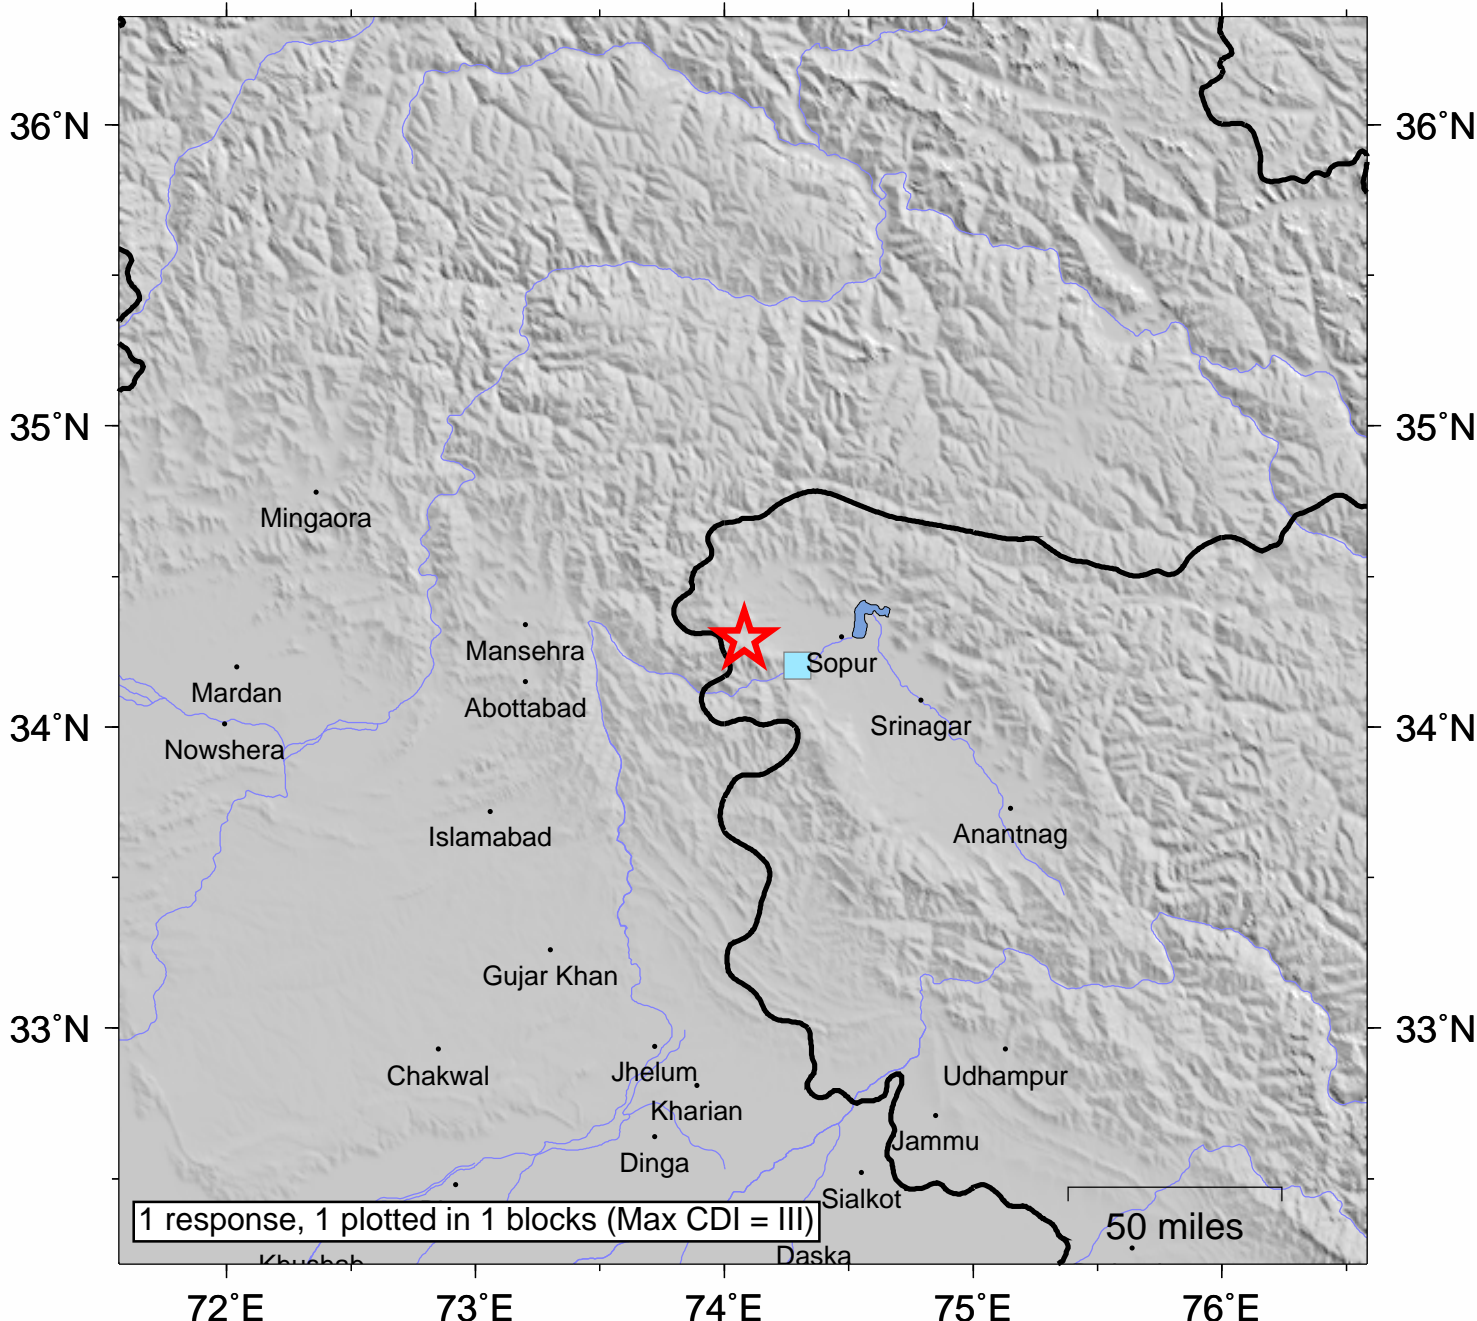 36˚N
36˚N
35˚N
35˚N
Mingaora
Mansehra
Sopur
Mardan
Abottabad
Srinagar
34˚N
34˚N
Nowshera
Islamabad
Anantnag
Gujar Khan
33˚N
33˚N
Chakwal
Jhelum
Udhampur
Kharian
Jammu
Dinga
Sialkot
1 response, 1 plotted in 1 blocks (Max CDI = III)
50 miles
Daska
Khushab
72˚E
73˚E
74˚E
75˚E
76˚E